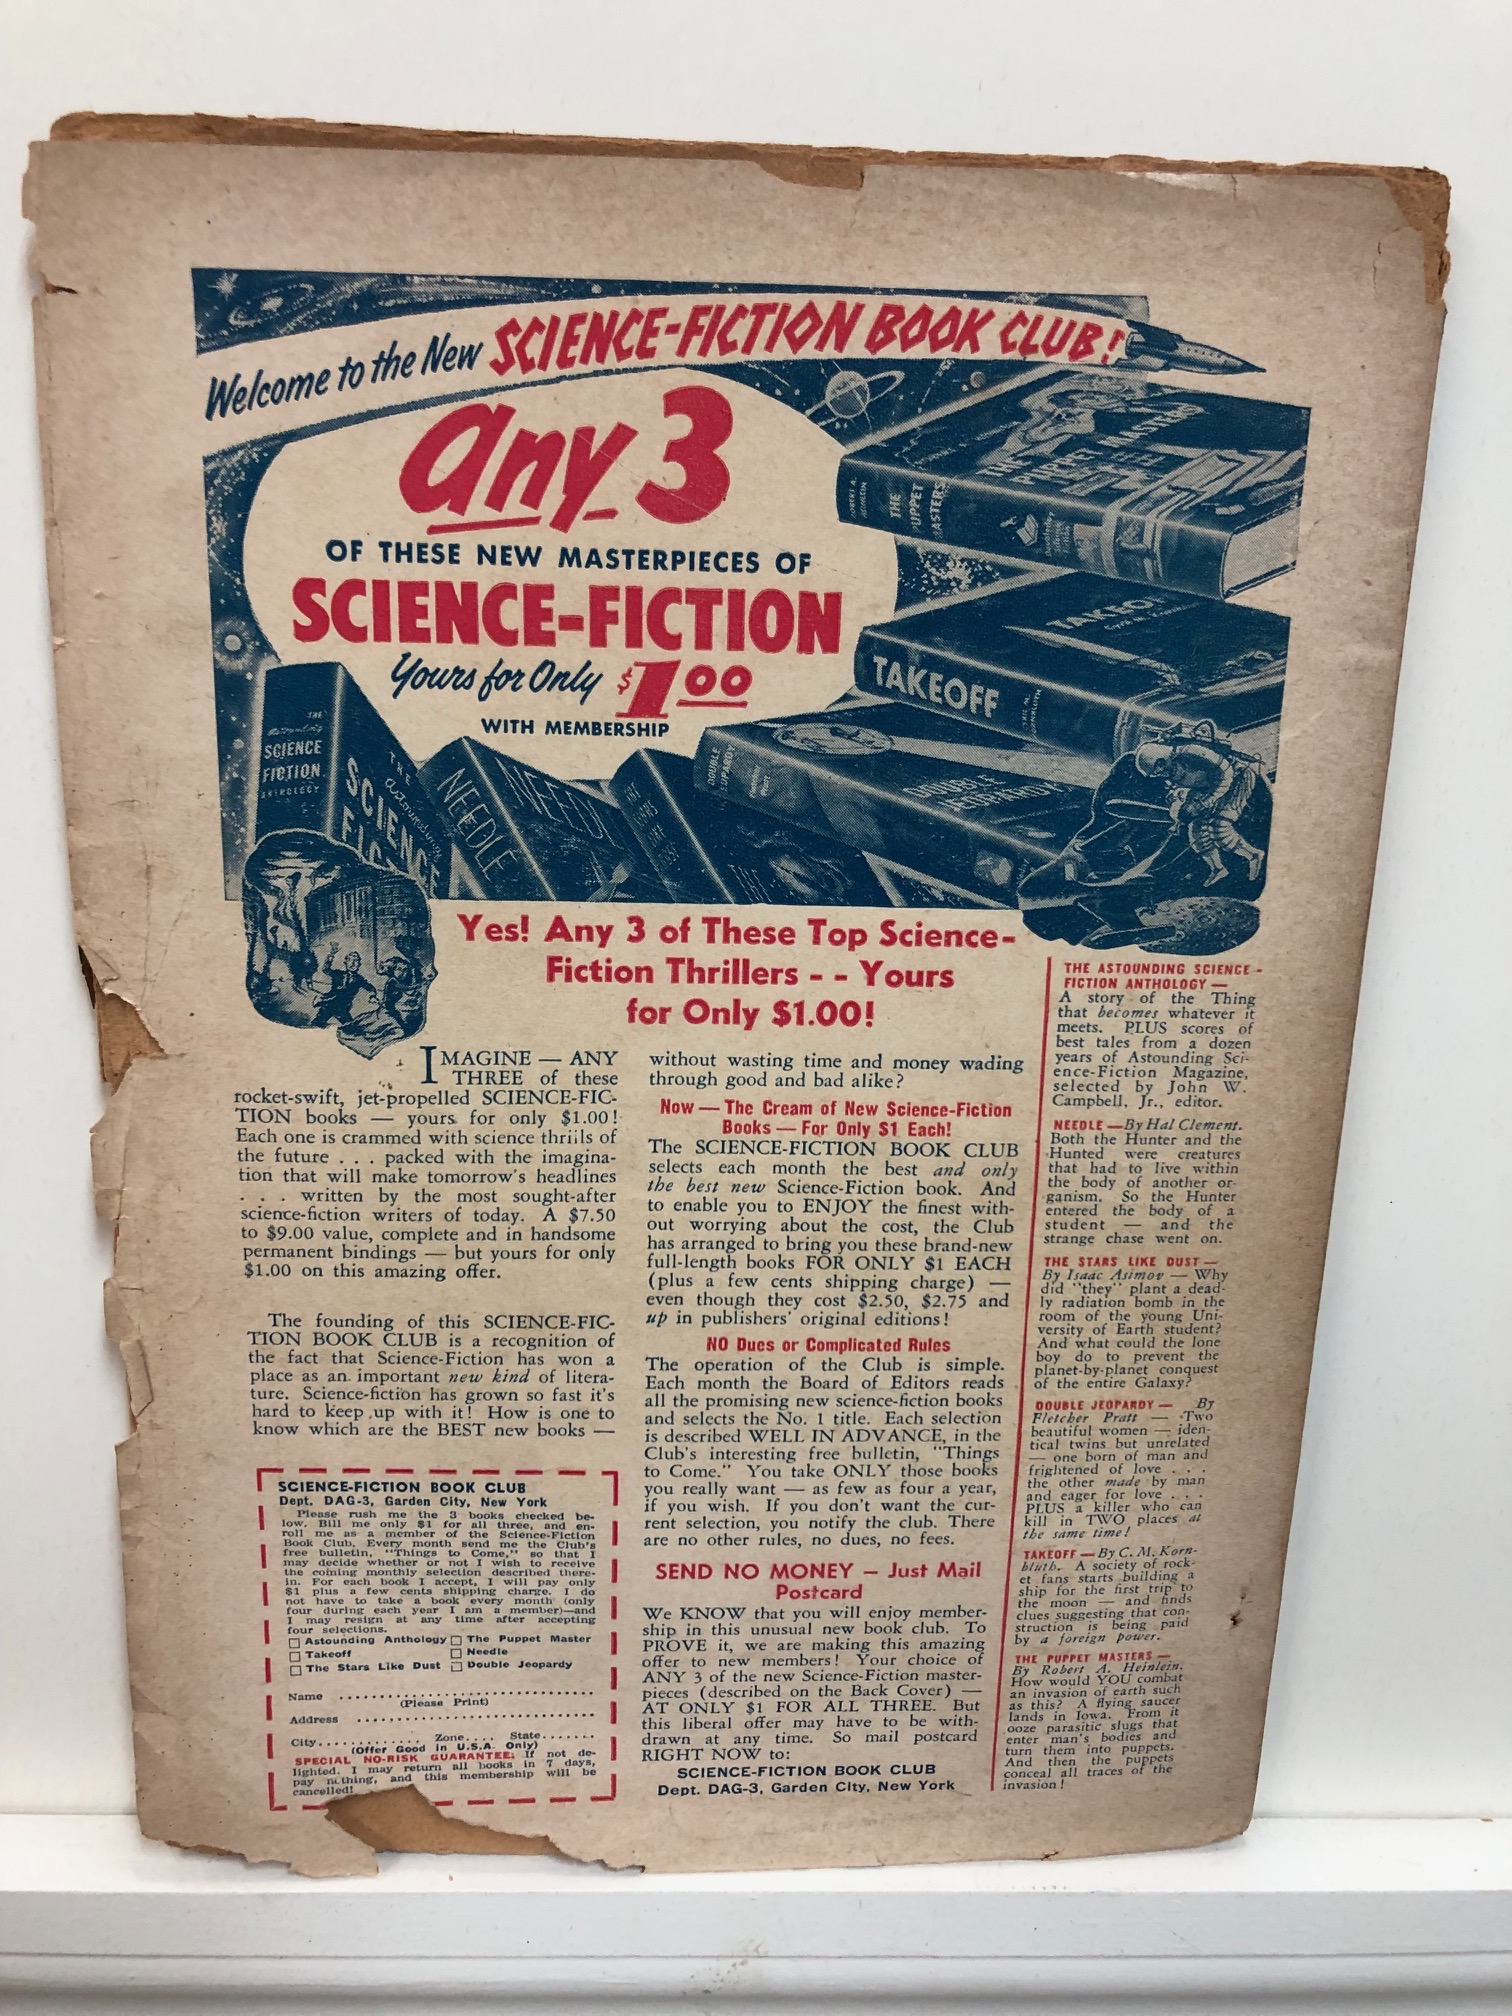 Welcome to the New SCIENCE-FICTION BOOK CLUB!
any 3
OF THESE NEW MASTERPIECES OF
SCIENCE-FICTION
Yours for Only $1.00
WITH MEMBERSHIP
THE PUPPET MASTERS
THE PUPPET MASTERS
TAKEOFF
TAKEOFF
DOUBLE JEOPARDY
DOUBLE JEOPARDY
THE
SCIENCE
FICTION
ANTHOLOGY
THE
SCIENCE
NEEDLE
NEEDLE
Yes! Any 3 of These Top Science-
Fiction Thrillers - - Yours
for Only $1.00!
IMAGINE — ANY
THREE of these
rocket-swift, jet-propelled SCIENCE-FIC-
TION books — yours for only $1.00!
Each one is crammed with science thrills of
the future . . . packed with the imagina-
tion that will make tomorrow's headlines
. . . written by the most sought-after
science-fiction writers of today. A $7.50
to $9.00 value, complete and in handsome
permanent bindings — but yours for only
$1.00 on this amazing offer.
The founding of this SCIENCE-FIC-
TION BOOK CLUB is a recognition of
the fact that Science-Fiction has won a
place as an important new kind of litera-
ture. Science-fiction has grown so fast it's
hard to keep up with it! How is one to
know which are the BEST new books —
without wasting time and money wading
through good and bad alike?
Now — The Cream of New Science-Fiction
Books — For Only $1 Each!
The SCIENCE-FICTION BOOK CLUB
selects each month the best and only
the best new Science-Fiction book. And
to enable you to ENJOY the finest with-
out worrying about the cost, the Club
has arranged to bring you these brand-new
full-length books FOR ONLY $1 EACH
(plus a few cents shipping charge) —
even though they cost $2.50, $2.75 and
up in publishers' original editions!
NO Dues or Complicated Rules
The operation of the Club is simple.
Each month the Board of Editors reads
all the promising new science-fiction books
and selects the No. 1 title. Each selection
is described WELL IN ADVANCE, in the
Club's interesting free bulletin, "Things
to Come." You take ONLY those books
you really want — as few as four a year,
if you wish. If you don't want the cur-
rent selection, you notify the club. There
are no other rules, no dues, no fees.
SEND NO MONEY — Just Mail
Postcard
We KNOW that you will enjoy member-
ship in this unusual new book club. To
PROVE it, we are making this amazing
offer to new members! Your choice of
ANY 3 of the new Science-Fiction master-
pieces (described on the Back Cover) —
AT ONLY $1 FOR ALL THREE. But
this liberal offer may have to be with-
drawn at any time. So mail postcard
RIGHT NOW to:
SCIENCE-FICTION BOOK CLUB
Dept. DAG-3, Garden City, New York
THE ASTOUNDING SCIENCE-
FICTION ANTHOLOGY —
A story of the Thing
that becomes whatever it
meets. PLUS scores of
best tales from a dozen
years of Astounding Sci-
ence-Fiction Magazine,
selected by John W.
Campbell, Jr., editor.
NEEDLE — By Hal Clement.
Both the Hunter and the
Hunted were creatures
that had to live within
the body of another or-
ganism. So the Hunter
entered the body of a
student — and the
strange chase went on.
THE STARS LIKE DUST —
By Isaac Asimov — Why
did "they" plant a dead-
ly radiation bomb in the
room of the young Uni-
versity of Earth student?
And what could the lone
boy do to prevent the
planet-by-planet conquest
of the entire Galaxy?
DOUBLE JEOPARDY — By
Fletcher Pratt — Two
beautiful women — iden-
tical twins but unrelated
— one born of man and
frightened of love . . .
the other made by man
and eager for love . . .
PLUS a killer who can
kill in TWO places at
the same time!
TAKEOFF — By C. M. Korn-
bluth. A society of rock-
et fans starts building a
ship for the first trip to
the moon — and finds
clues suggesting that con-
struction is being paid
by a foreign power.
THE PUPPET MASTERS —
By Robert A. Heinlein.
How would YOU combat
an invasion of earth such
as this? A flying saucer
lands in Iowa. From it
ooze parasitic slugs that
enter man's bodies and
turn them into puppets.
And then the puppets
conceal all traces of the
invasion!
SCIENCE-FICTION BOOK CLUB
Dept. DAG-3, Garden City, New York
Please rush me the 3 books checked be-
low. Bill me only $1 for all three, and en-
roll me as a member of the Science-Fiction
Book Club. Every month send me the Club's
free bulletin, "Things to Come," so that I
may decide whether or not I wish to receive
the coming monthly selection described there-
in. For each book I accept, I will pay only
$1 plus a few cents shipping charge. I do
not have to take a book every month (only
four during each year I am a member)—and
I may resign at any time after accepting
four selections.
Astounding Anthology The Puppet Master
Takeoff Needle
The Stars Like Dust Double Jeopardy
Name
(Please Print)
Address
City Zone State
(Offer Good in U.S.A. Only)
SPECIAL NO-RISK GUARANTEE: If not de-
lighted, I may return all books in 7 days,
pay nothing, and this membership will be
cancelled!